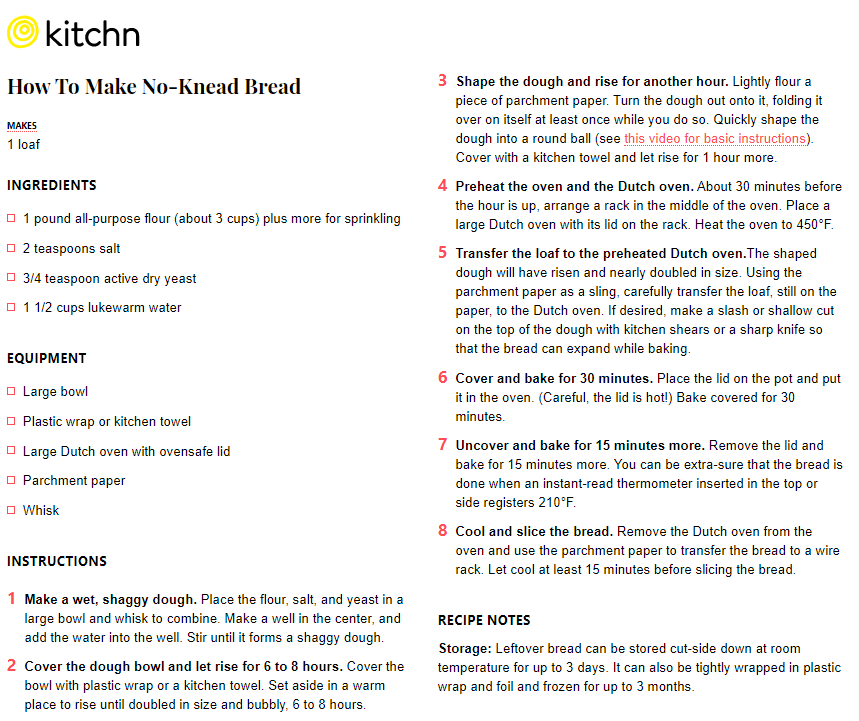 kitchn
How To Make No-Knead Bread
MAKES
1 loaf
INGREDIENTS
1 pound all-purpose flour (about 3 cups) plus more for sprinkling
2 teaspoons salt
3/4 teaspoon active dry yeast
1 1/2 cups lukewarm water
EQUIPMENT
Large bowl
Plastic wrap or kitchen towel
Large Dutch oven with ovensafe lid
Parchment paper
Whisk
INSTRUCTIONS
1 Make a wet, shaggy dough. Place the flour, salt, and yeast in a
large bowl and whisk to combine. Make a well in the center, and
add the water into the well. Stir until it forms a shaggy dough.
2 Cover the dough bowl and let rise for 6 to 8 hours. Cover the
bowl with plastic wrap or a kitchen towel. Set aside in a warm
place to rise until doubled in size and bubbly, 6 to 8 hours.
3 Shape the dough and rise for another hour. Lightly flour a
piece of parchment paper. Turn the dough out onto it, folding it
over on itself at least once while you do so. Quickly shape the
dough into a round ball (see this video for basic instructions).
Cover with a kitchen towel and let rise for 1 hour more.
4 Preheat the oven and the Dutch oven. About 30 minutes before
the hour is up, arrange a rack in the middle of the oven. Place a
large Dutch oven with its lid on the rack. Heat the oven to 450°F.
5 Transfer the loaf to the preheated Dutch oven.The shaped
dough will have risen and nearly doubled in size. Using the
parchment paper as a sling, carefully transfer the loaf, still on the
paper, to the Dutch oven. If desired, make a slash or shallow cut
on the top of the dough with kitchen shears or a sharp knife so
that the bread can expand while baking.
6 Cover and bake for 30 minutes. Place the lid on the pot and put
it in the oven. (Careful, the lid is hot!) Bake covered for 30
minutes.
7 Uncover and bake for 15 minutes more. Remove the lid and
bake for 15 minutes more. You can be extra-sure that the bread is
done when an instant-read thermometer inserted in the top or
side registers 210°F.
8 Cool and slice the bread. Remove the Dutch oven from the
oven and use the parchment paper to transfer the bread to a wire
rack. Let cool at least 15 minutes before slicing the bread.
RECIPE NOTES
Storage: Leftover bread can be stored cut-side down at room
temperature for up to 3 days. It can also be tightly wrapped in plastic
wrap and foil and frozen for up to 3 months.